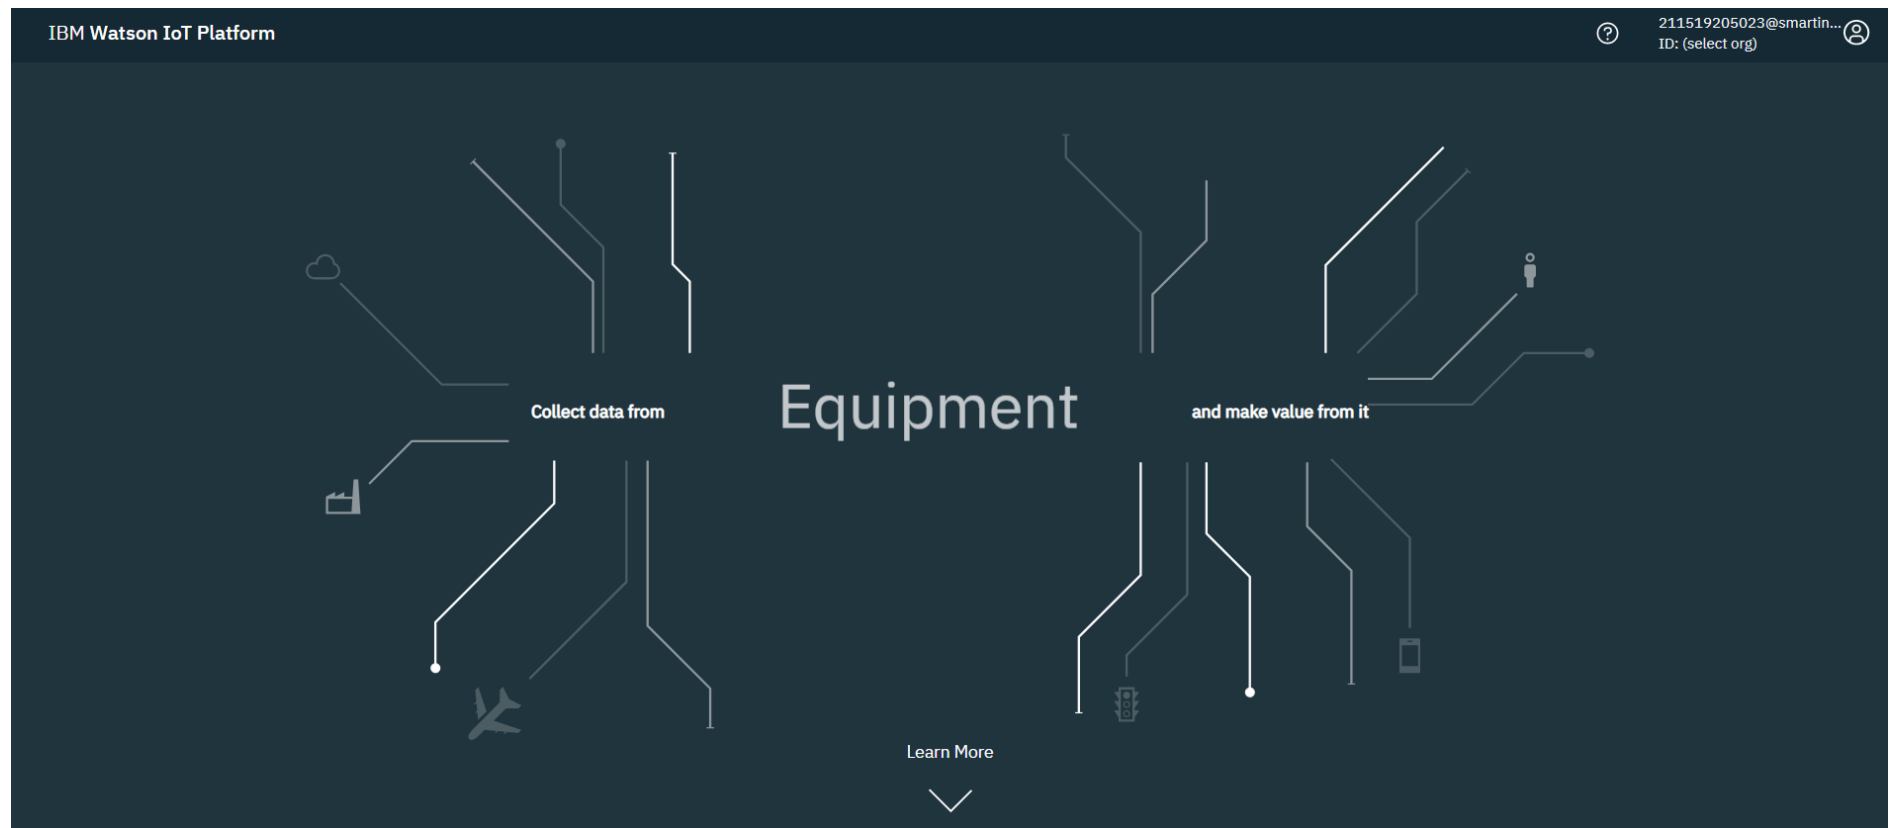 IBM Watson IoT Platform
211519205023@smartin...
ID: (select org)
Collect data from
Equipment
and make value from it
Learn More